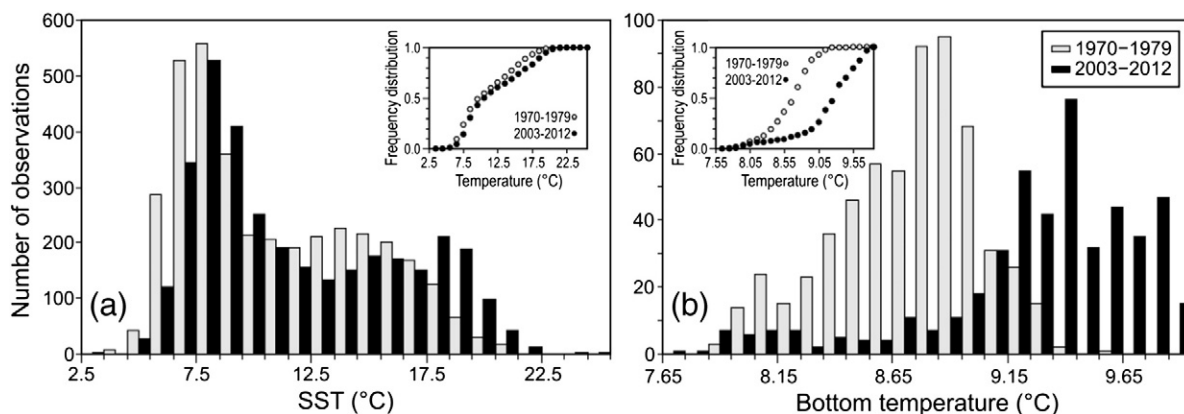 600
500
400
300
200
100
0
Number of observations
2.5 7.5 12.5 17.5 22.5
SST (°C)
(a)
Frequency distribution
1.0
0.5
0.0
1970-1979
2003-2012
2.5 7.5 12.5 17.5 22.5
Temperature (°C)
100
80
60
40
20
0
7.65 8.15 8.65 9.15 9.65
Bottom temperature (°C)
(b)
Frequency distribution
1.0
0.5
0.0
1970-1979
2003-2012
7.55 8.05 8.55 9.05 9.55
Temperature (°C)
1970−1979
2003−2012